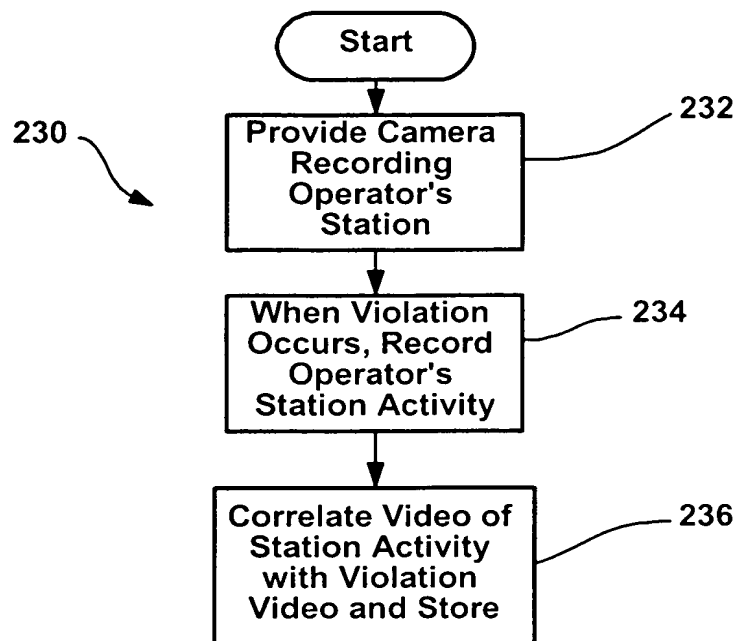 Start
230
232
Provide Camera
Recording
Operator's
Station
234
When Violation
Occurs, Record
Operator's
Station Activity
236
Correlate Video of
Station Activity
with Violation
Video and Store